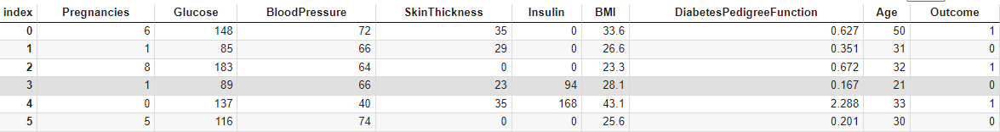 index Pregnancies Glucose BloodPressure SkinThickness Insulin BMI DiabetesPedigreeFunction Age Outcome
0 6 148 72 35 0 33.6 0.627 50 1
1 1 85 66 29 0 26.6 0.351 31 0
2 8 183 64 0 0 23.3 0.672 32 1
3 1 89 66 23 94 28.1 0.167 21 0
4 0 137 40 35 168 43.1 2.288 33 1
5 5 116 74 0 0 25.6 0.201 30 0